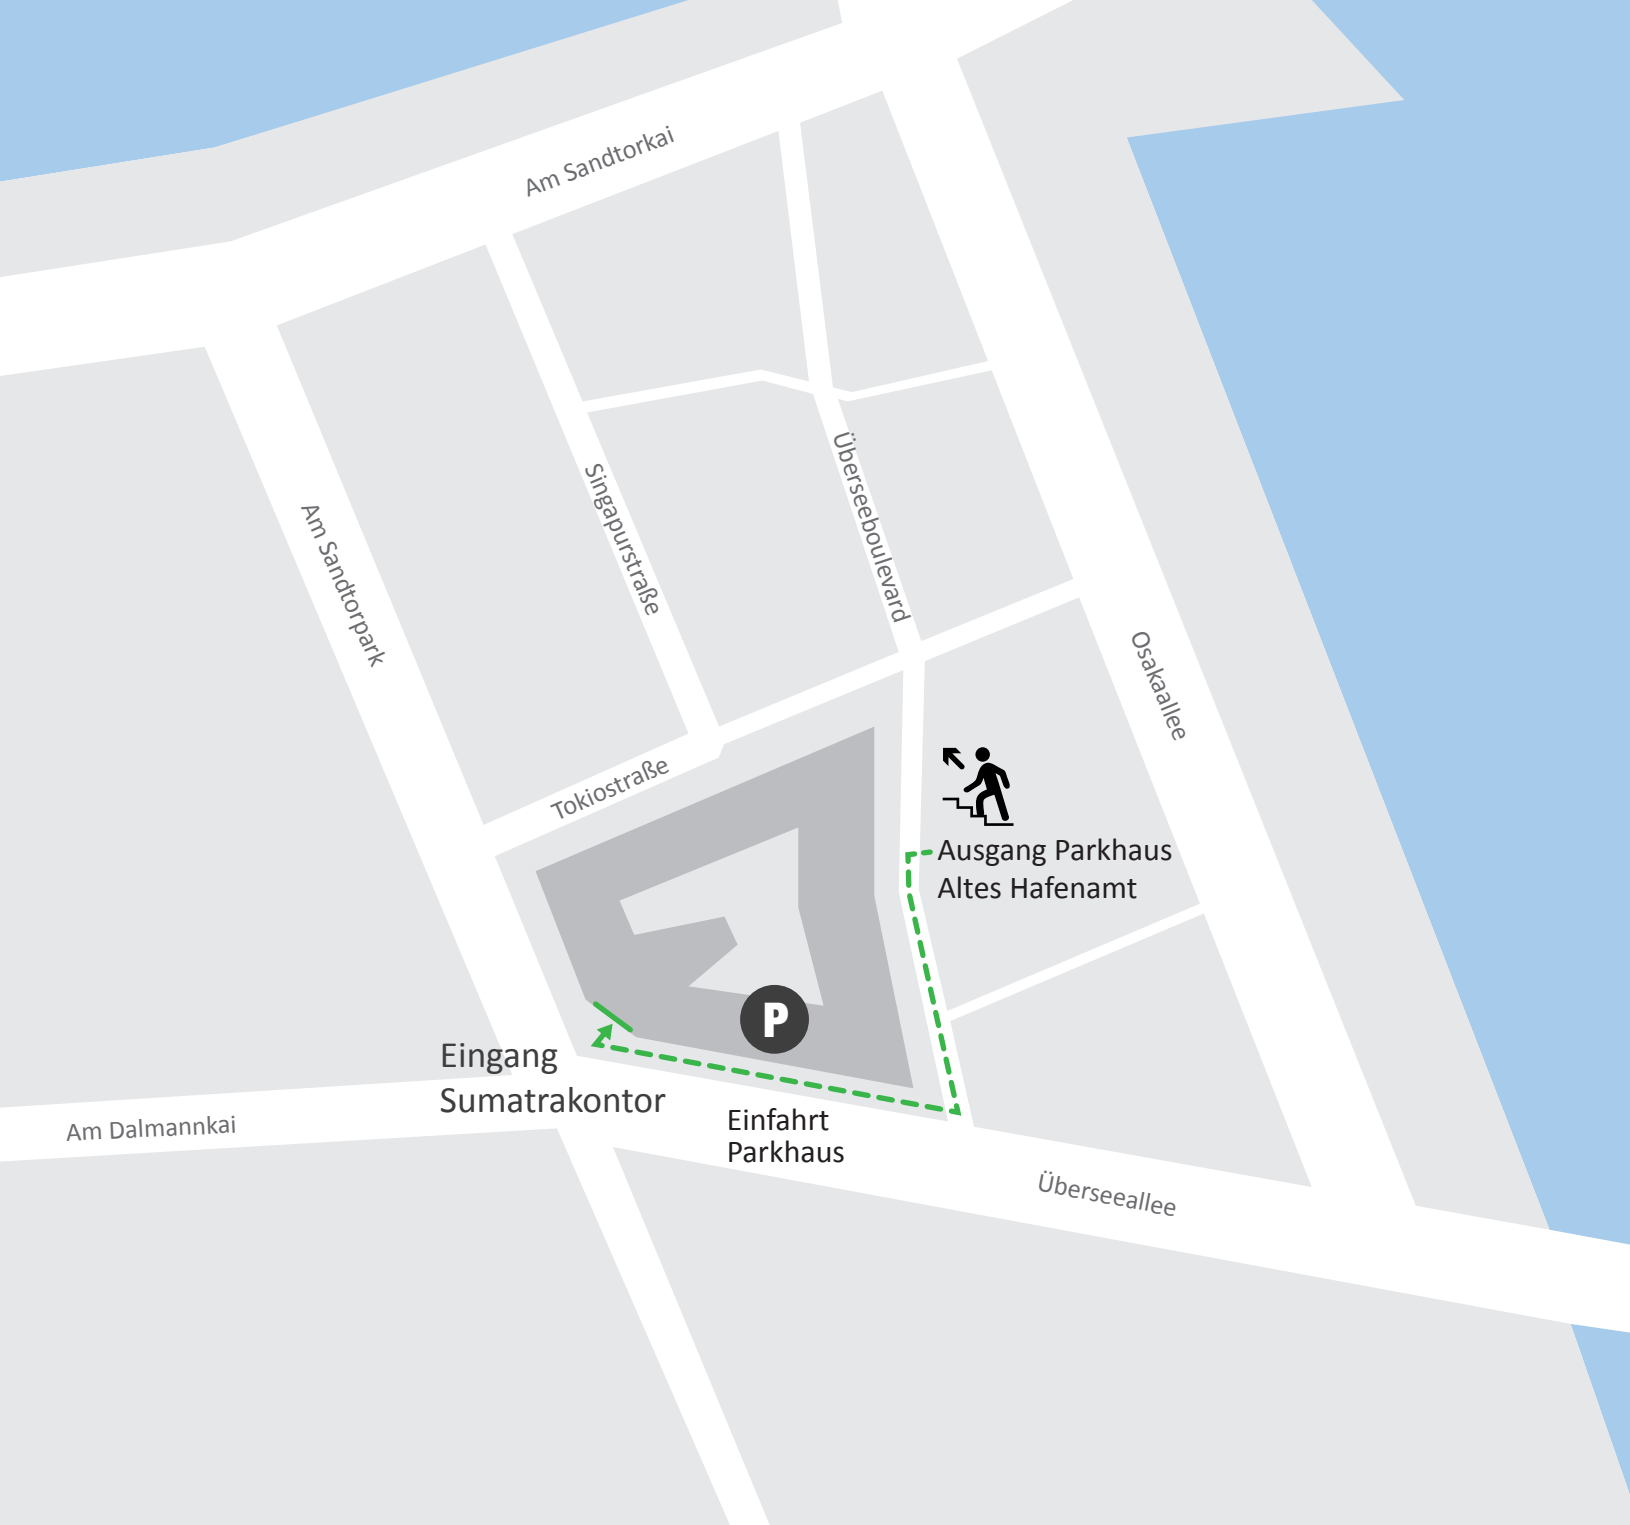 Am Sandtorkai
Überseeboulevard
Singapurstraße
Am Sandtorpark
Osakaallee
Tokiostraße
Ausgang Parkhaus
Altes Hafenamt
P
Eingang
Sumatrakontor
Am Dalmannkai
Einfahrt
Parkhaus
Überseeallee